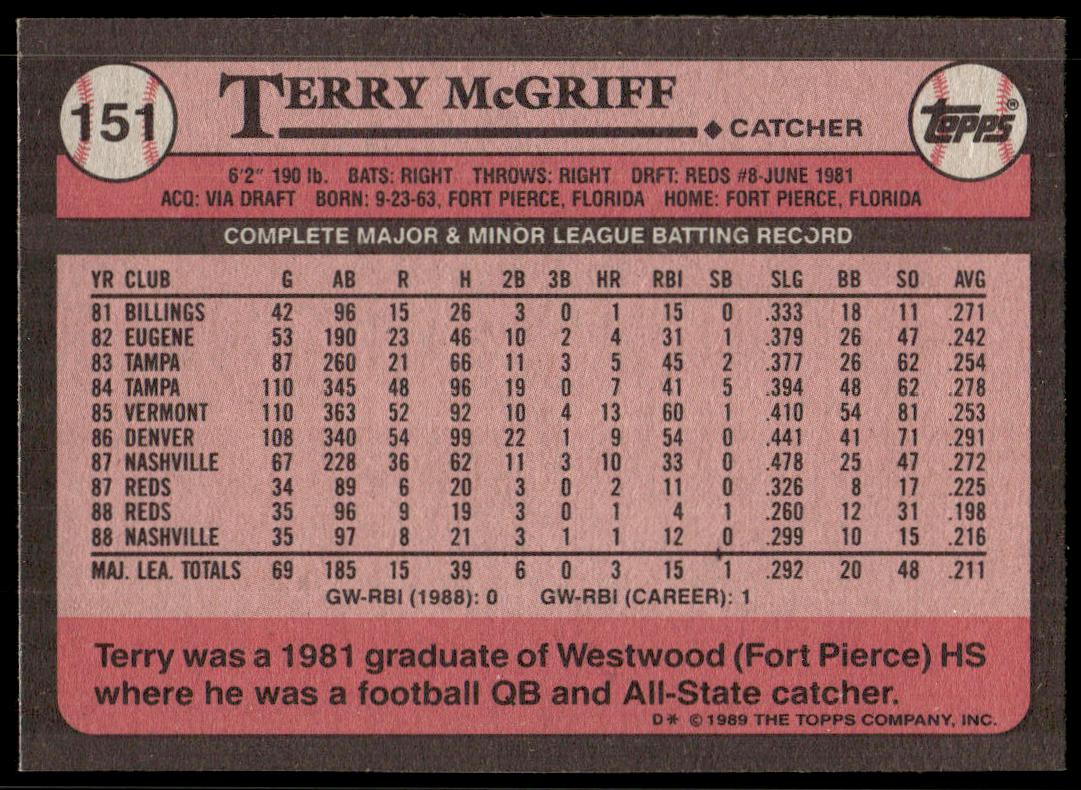 151
TERRY McGRIFF
◆ CATCHER
TOPPS®
6'2" 190 lb. BATS: RIGHT THROWS: RIGHT DRFT: REDS #8-JUNE 1981
ACQ: VIA DRAFT BORN: 9-23-63, FORT PIERCE, FLORIDA HOME: FORT PIERCE, FLORIDA
COMPLETE MAJOR & MINOR LEAGUE BATTING RECORD
YR CLUB G AB R H 2B 3B HR RBI SB SLG BB SO AVG
81 BILLINGS 42 96 15 26 3 0 1 15 0 .333 18 11 .271
82 EUGENE 53 190 23 46 10 2 4 31 1 .379 26 47 .242
83 TAMPA 87 260 21 66 11 3 5 45 2 .377 26 62 .254
84 TAMPA 110 345 48 96 19 0 7 41 5 .394 48 62 .278
85 VERMONT 110 363 52 92 10 4 13 60 1 .410 54 81 .253
86 DENVER 108 340 54 99 22 1 9 54 0 .441 41 71 .291
87 NASHVILLE 67 228 36 62 11 3 10 33 0 .478 25 47 .272
87 REDS 34 89 6 20 3 0 2 11 0 .326 8 17 .225
88 REDS 35 96 9 19 3 0 1 4 1 .260 12 31 .198
88 NASHVILLE 35 97 8 21 3 1 1 12 0 .299 10 15 .216
MAJ. LEA. TOTALS 69 185 15 39 6 0 3 15 1 .292 20 48 .211
GW-RBI (1988): 0 GW-RBI (CAREER): 1
Terry was a 1981 graduate of Westwood (Fort Pierce) HS
where he was a football QB and All-State catcher.
D* © 1989 THE TOPPS COMPANY, INC.